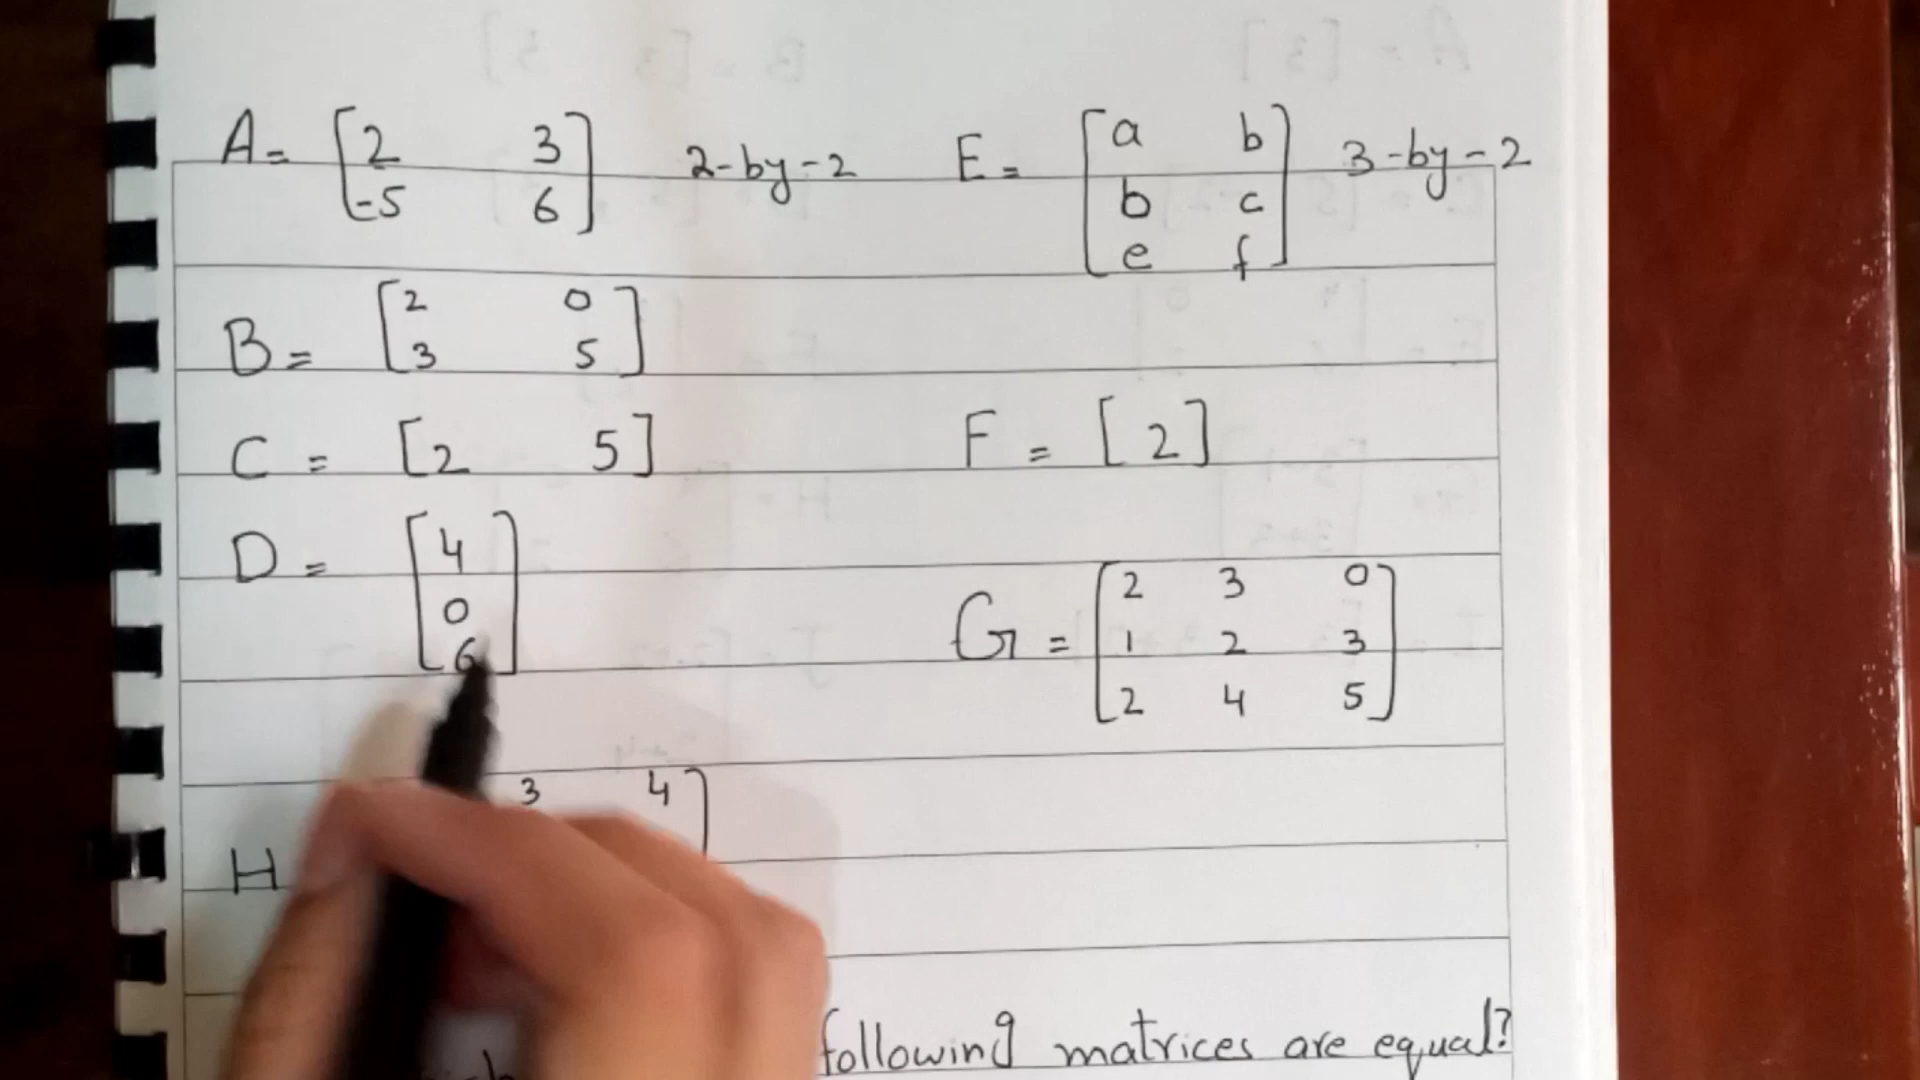 A = [2 3
-5 6] 2-by-2
E = [a b
b c
e f] 3-by-2
B = [2 0
3 5]
C = [2 5]
F = [2]
D = [4
0
6]
G = [2 3 0
1 2 3
2 4 5]
3 4]
H
following matrices are equal?